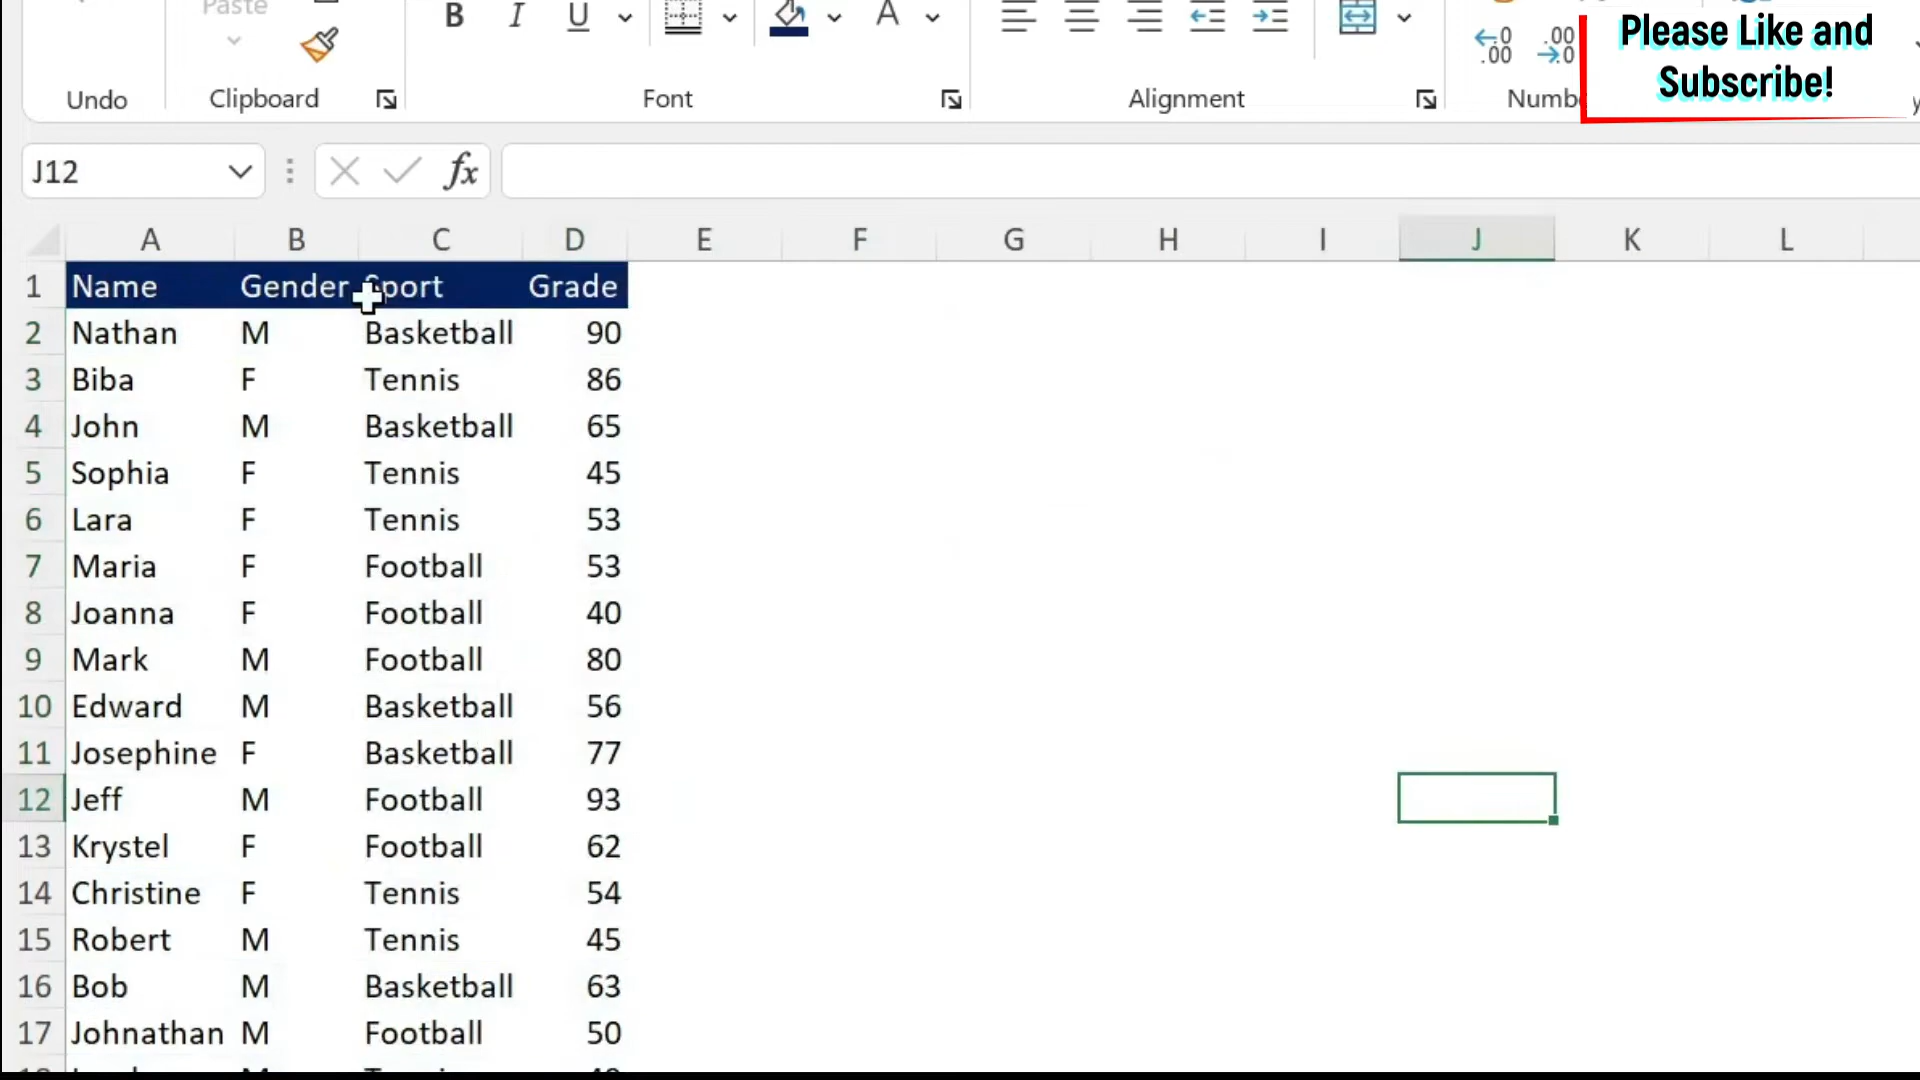 Paste
B I U A
.00 .00
Undo Clipboard Font Alignment
Please Like and
Subscribe!
J12 fx
A B C D E F G H I J K L
1 Name Gender Sport Grade
2 Nathan M Basketball 90
3 Biba F Tennis 86
4 John M Basketball 65
5 Sophia F Tennis 45
6 Lara F Tennis 53
7 Maria F Football 53
8 Joanna F Football 40
9 Mark M Football 80
10 Edward M Basketball 56
11 Josephine F Basketball 77
12 Jeff M Football 93
13 Krystel F Football 62
14 Christine F Tennis 54
15 Robert M Tennis 45
16 Bob M Basketball 63
17 Johnathan M Football 50